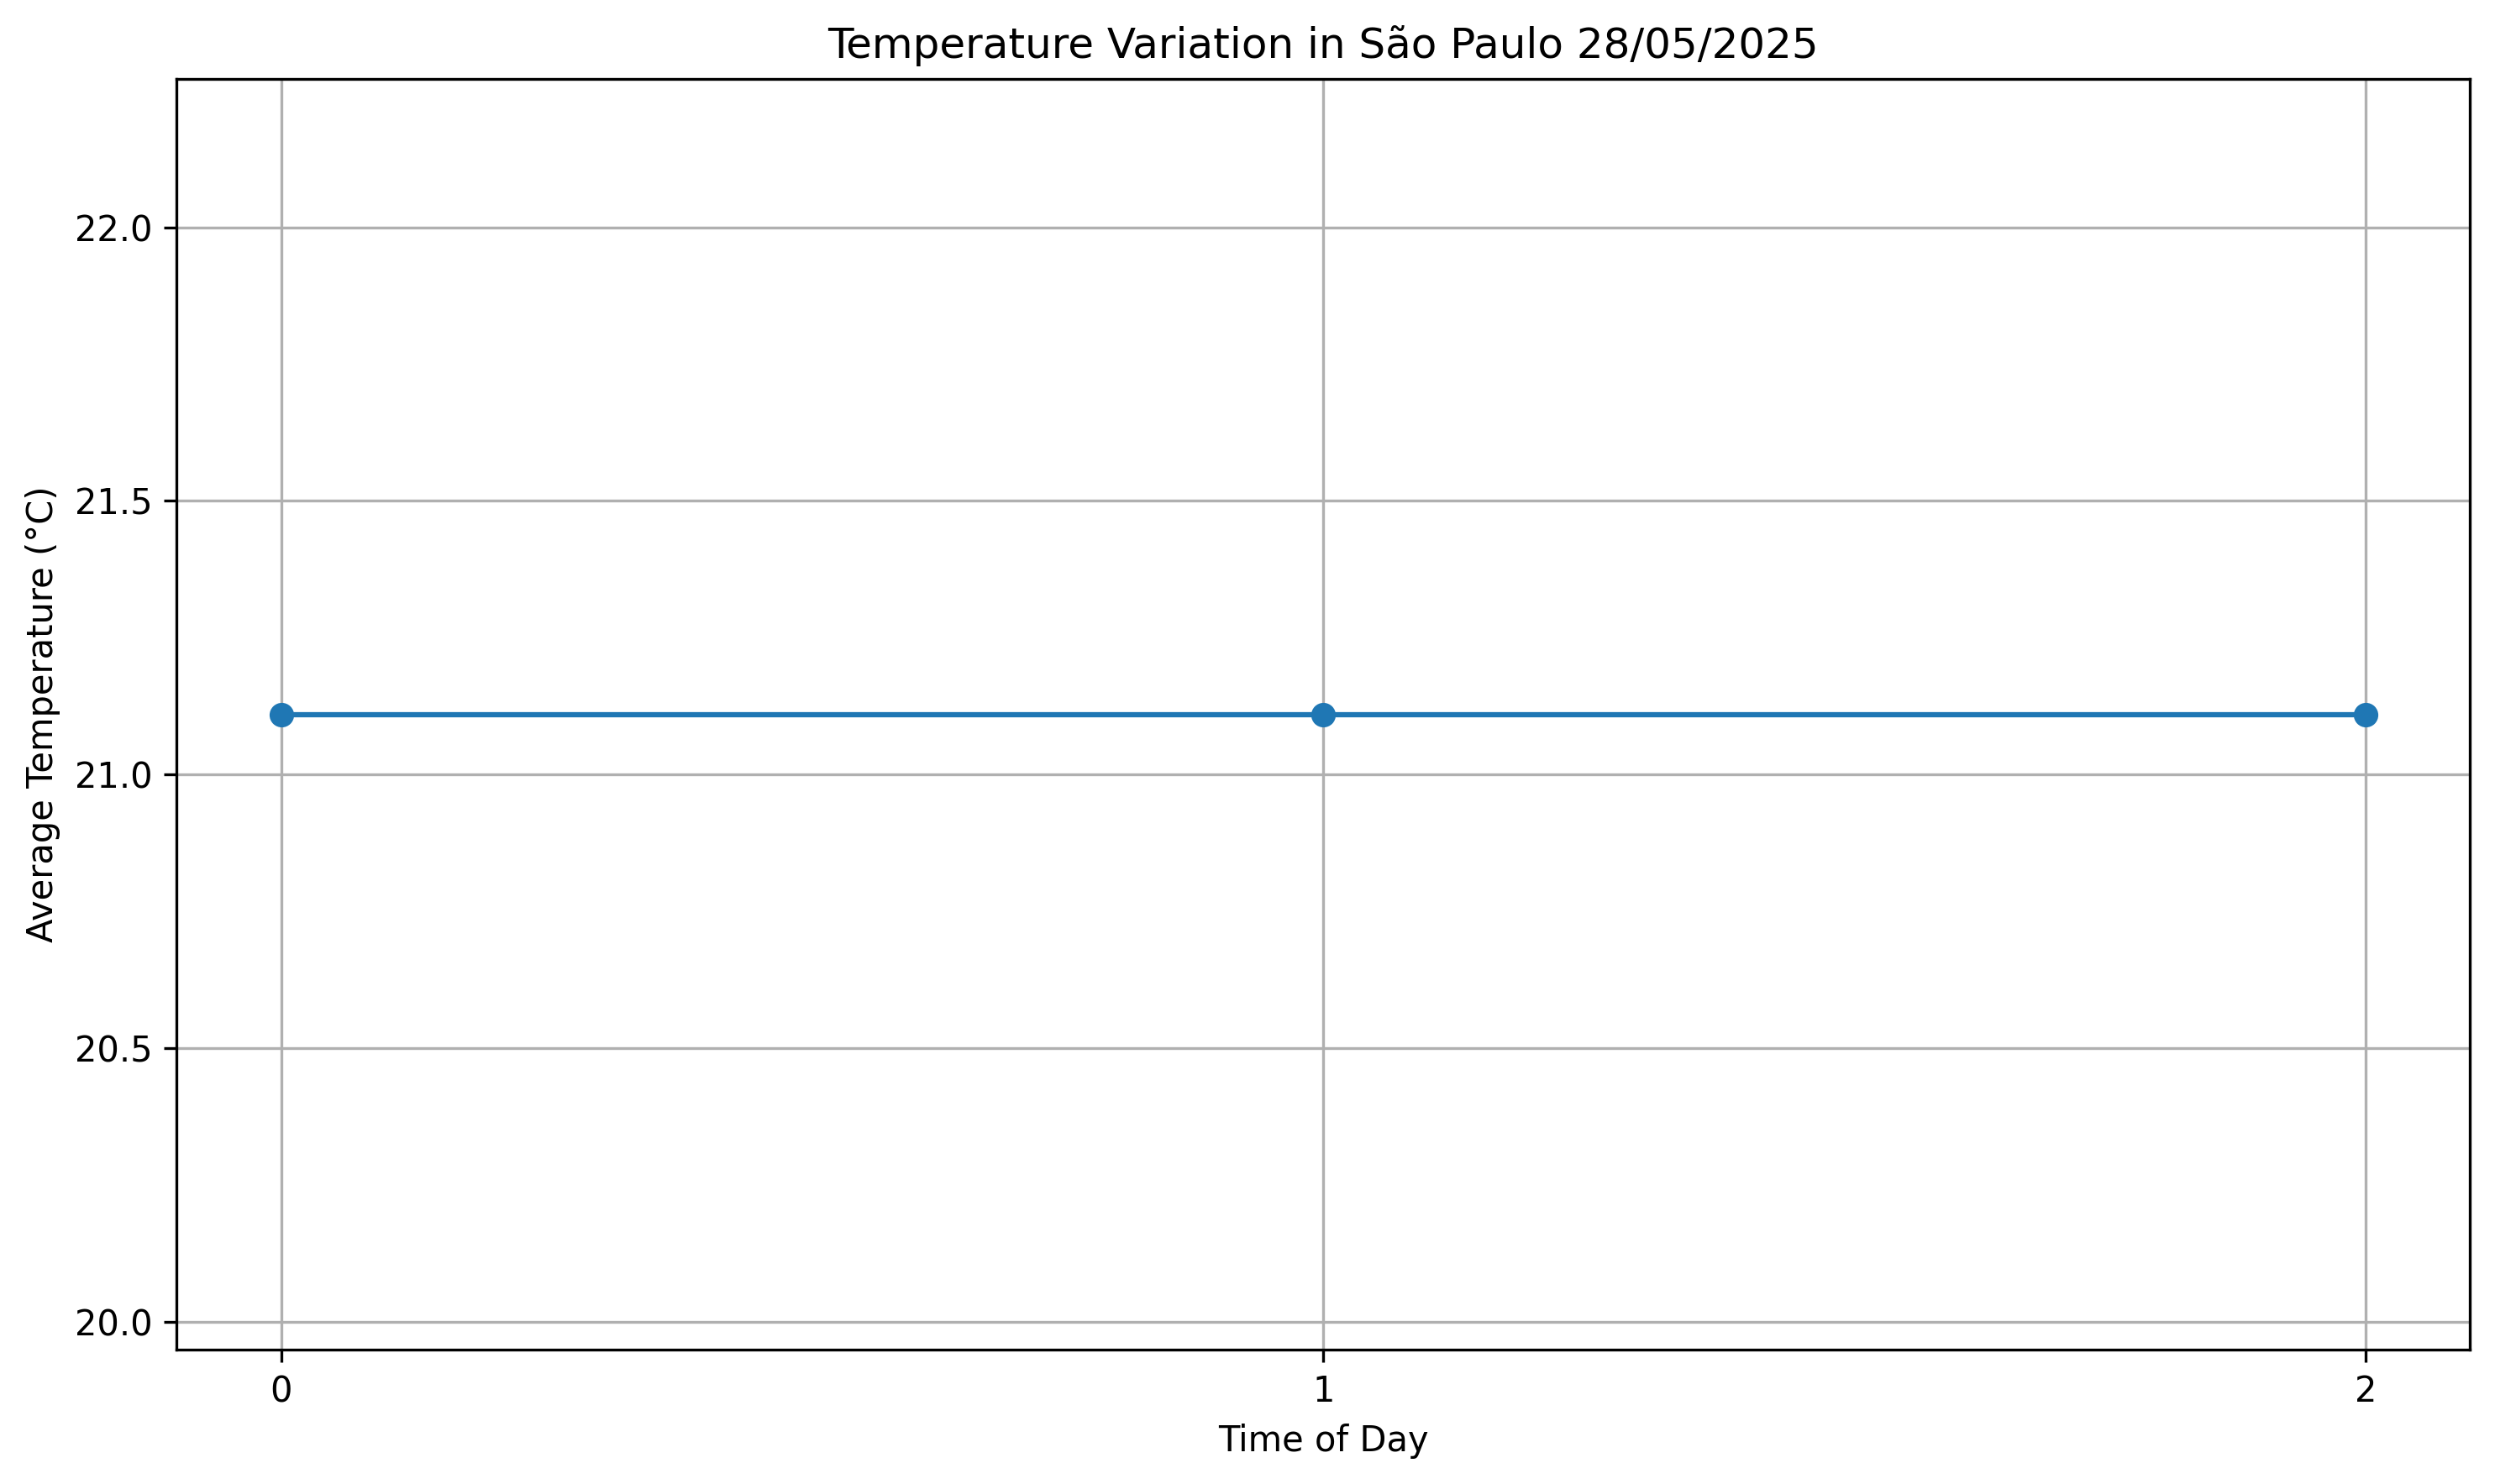 Temperature Variation in São Paulo 28/05/2025
22.0
21.5
21.0
20.5
20.0
Average Temperature (°C)
0 1 2
Time of Day